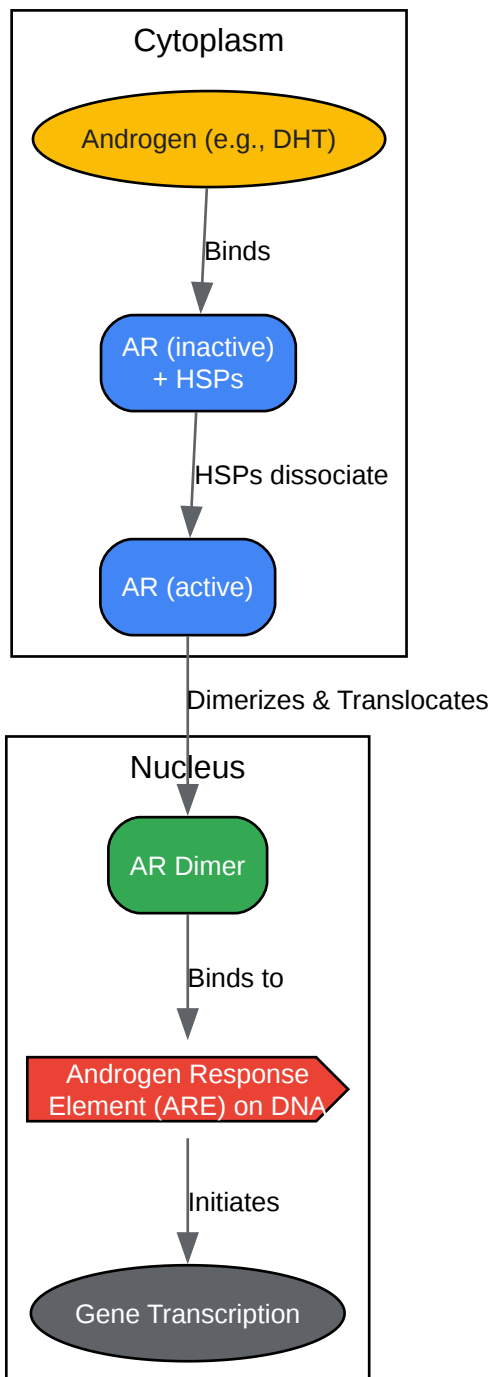 Cytoplasm
Androgen (e.g., DHT)
Binds
AR (inactive)
+ HSPs
HSPs dissociate
AR (active)
Dimerizes & Translocates
Nucleus
AR Dimer
Binds to
Androgen Response
Element (ARE) on DNA
Initiates
Gene Transcription